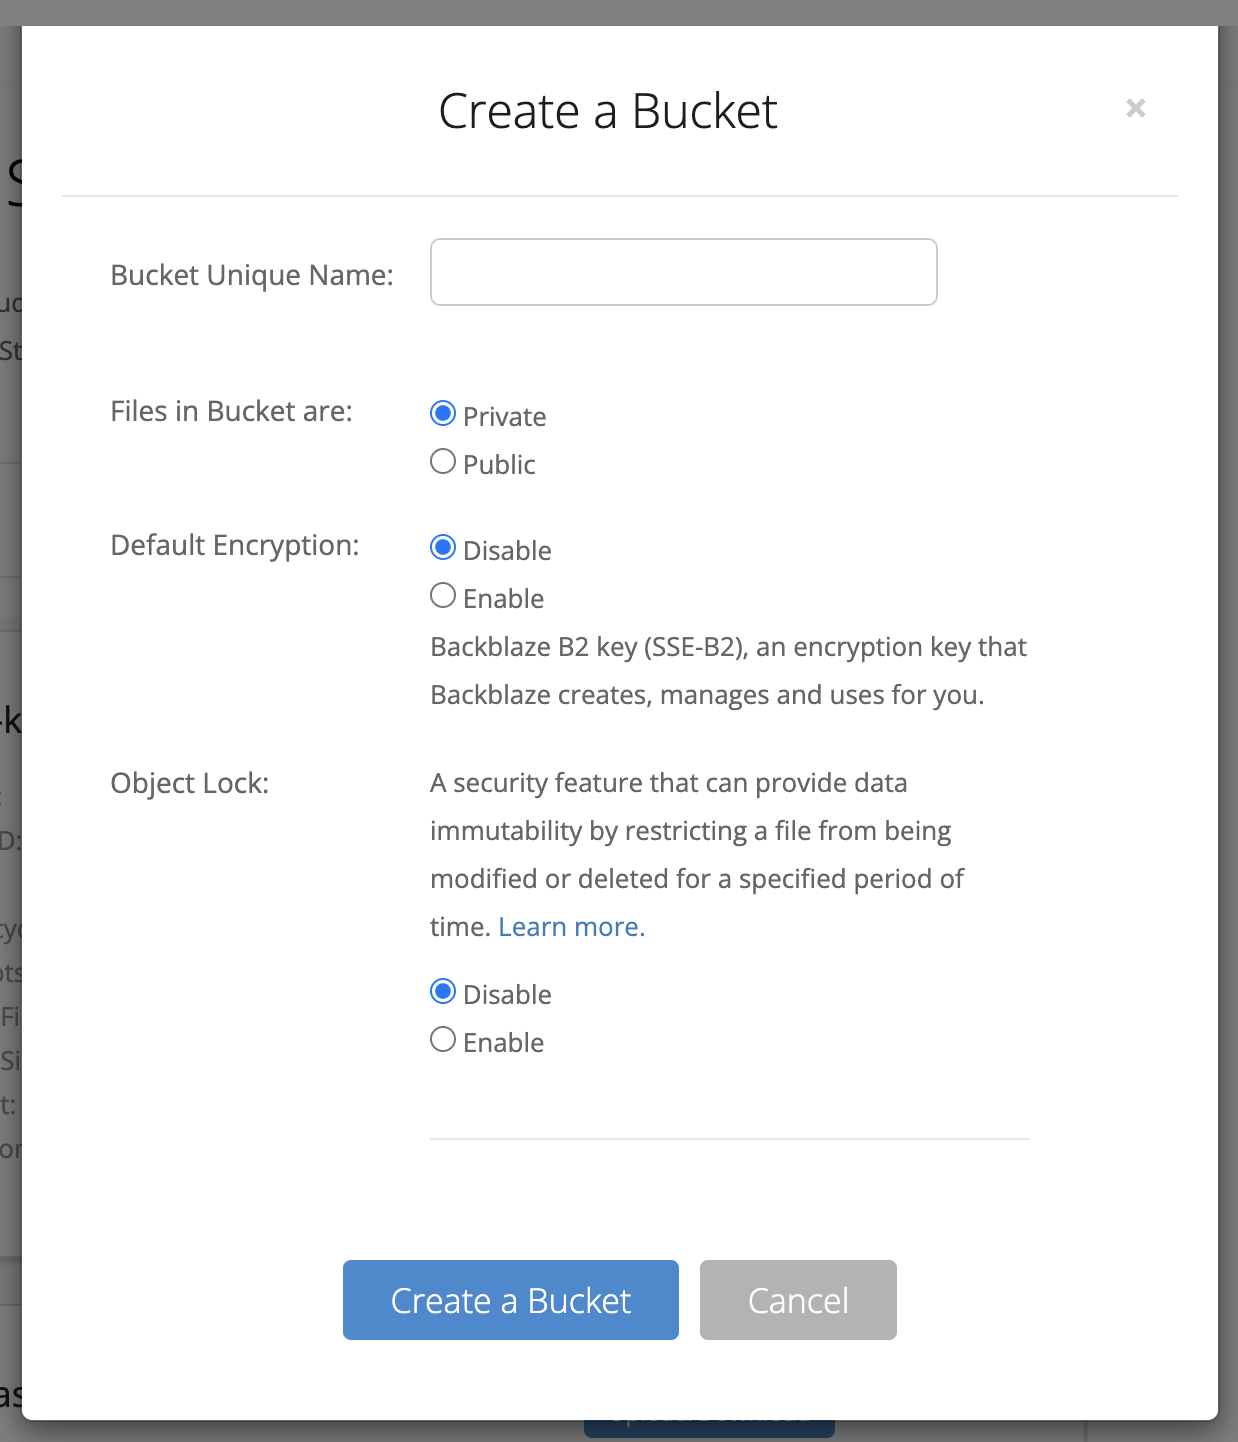 Create a Bucket
×
Bucket Unique Name:
Files in Bucket are:
Private
Public
Default Encryption:
Disable
Enable
Backblaze B2 key (SSE-B2), an encryption key that
Backblaze creates, manages and uses for you.
Object Lock:
A security feature that can provide data
immutability by restricting a file from being
modified or deleted for a specified period of
time. Learn more.
Disable
Enable
Create a Bucket
Cancel